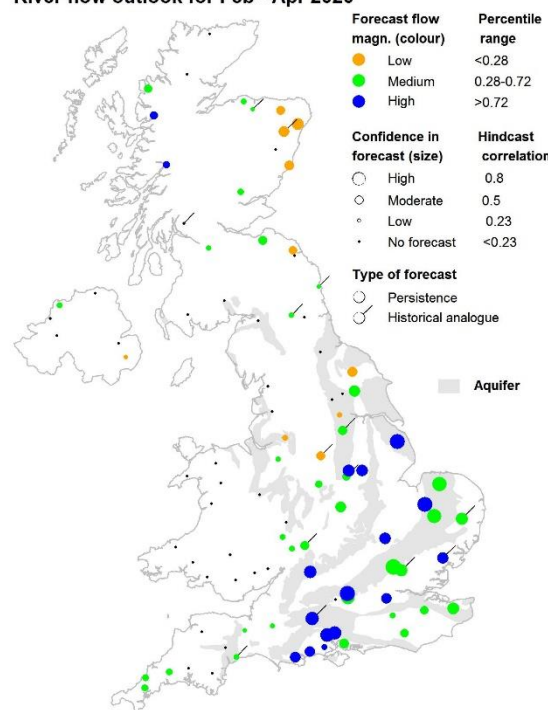 River flow outlook for Feb - Apr
Forecast flow Percentile
magn. (colour) range
Low <0.28
Medium 0.28-0.72
High >0.72
Confidence in Hindcast
forecast (size) correlation
High 0.8
Moderate 0.5
Low 0.23
No forecast <0.23
Type of forecast
Persistence
Historical analogue
Aquifer